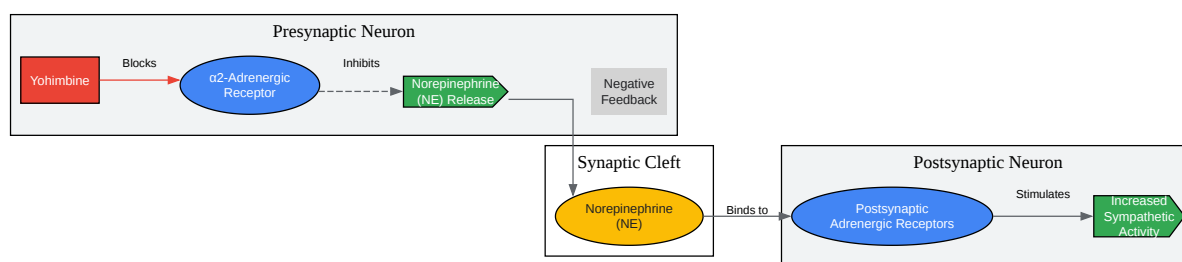 Presynaptic Neuron
Yohimbine
Blocks
α2-Adrenergic
Receptor
Inhibits
Norepinephrine
(NE) Release
Negative
Feedback
Synaptic Cleft
Norepinephrine
(NE)
Binds to
Postsynaptic Neuron
Postsynaptic
Adrenergic Receptors
Stimulates
Increased
Sympathetic
Activity